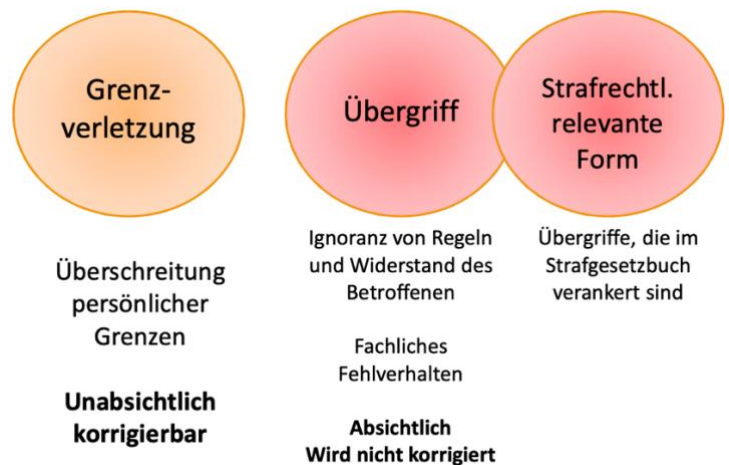 Grenz-
verletzung
Überschreitung
persönlicher
Grenzen
Unabsichtlich
korrigierbar
Übergriff
Ignoranz von Regeln
und Widerstand des
Betroffenen
Fachliches
Fehlverhalten
Absichtlich
Wird nicht korrigiert
Strafrechtl.
relevante
Form
Übergriffe, die im
Strafgesetzbuch
verankert sind